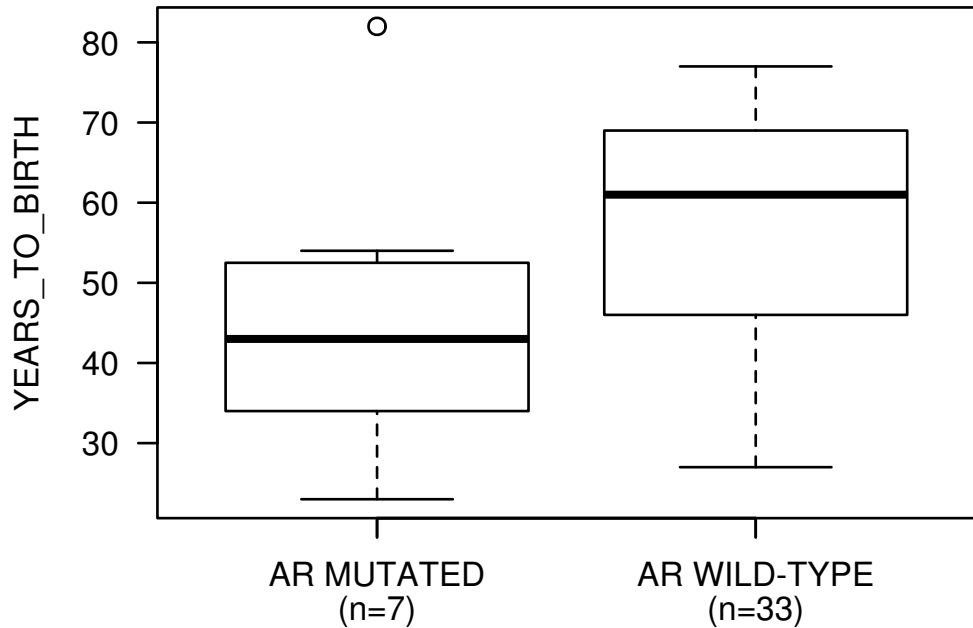 YEARS_TO_BIRTH
80
70
60
50
40
30
AR MUTATED
(n=7)
AR WILD-TYPE
(n=33)